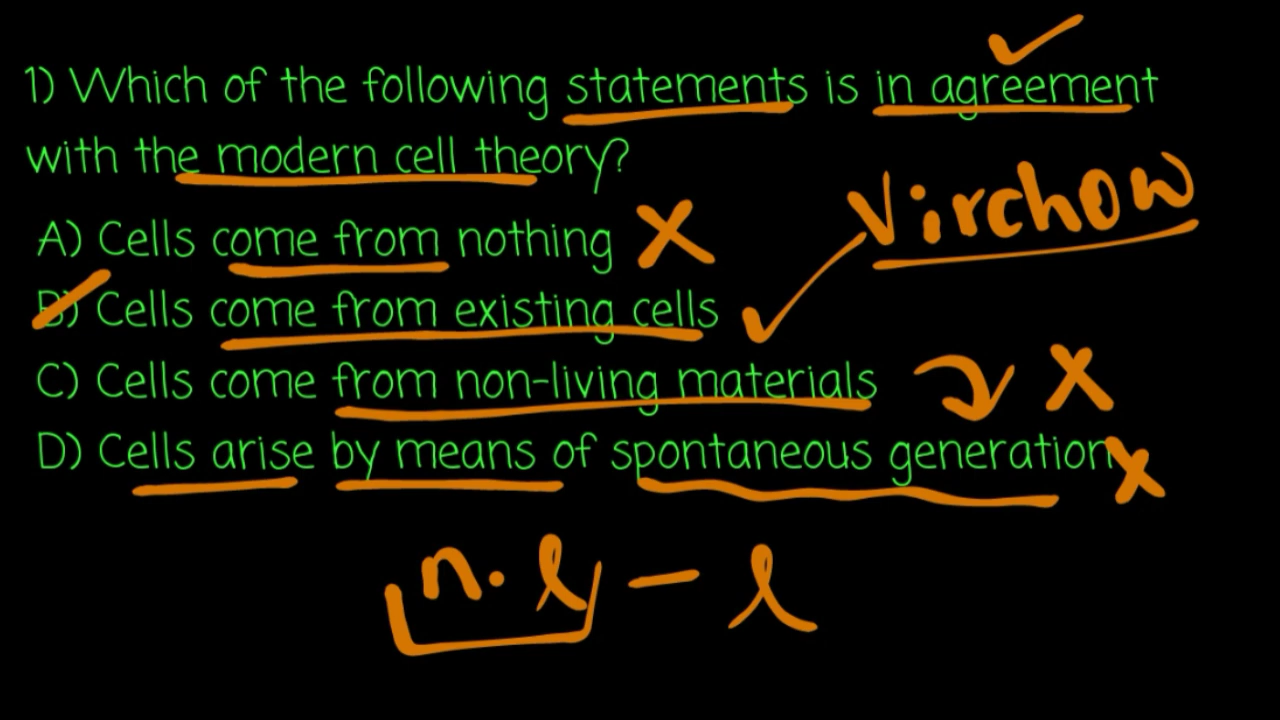 1) Which of the following statements is in agreement
with the modern cell theory?
A) Cells come from nothing
Virchow
B) Cells come from existing cells
C) Cells come from non-living materials
D) Cells arise by means of spontaneous generation
n. l - l